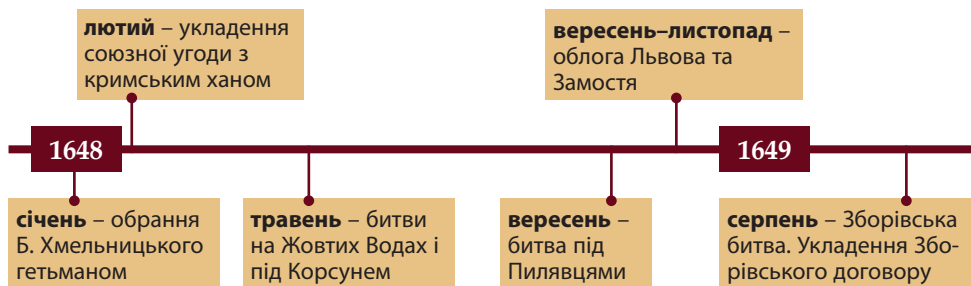 лютий – укладення
союзної угоди з
кримським ханом
вересень–листопад –
облога Львова та
Замостя
1648
1649
січень – обрання
Б. Хмельницького
гетьманом
травень – битви
на Жовтих Водах і
під Корсунем
вересень –
битва під
Пилявцями
серпень – Зборівська
битва. Укладення Збо-
рівського договору